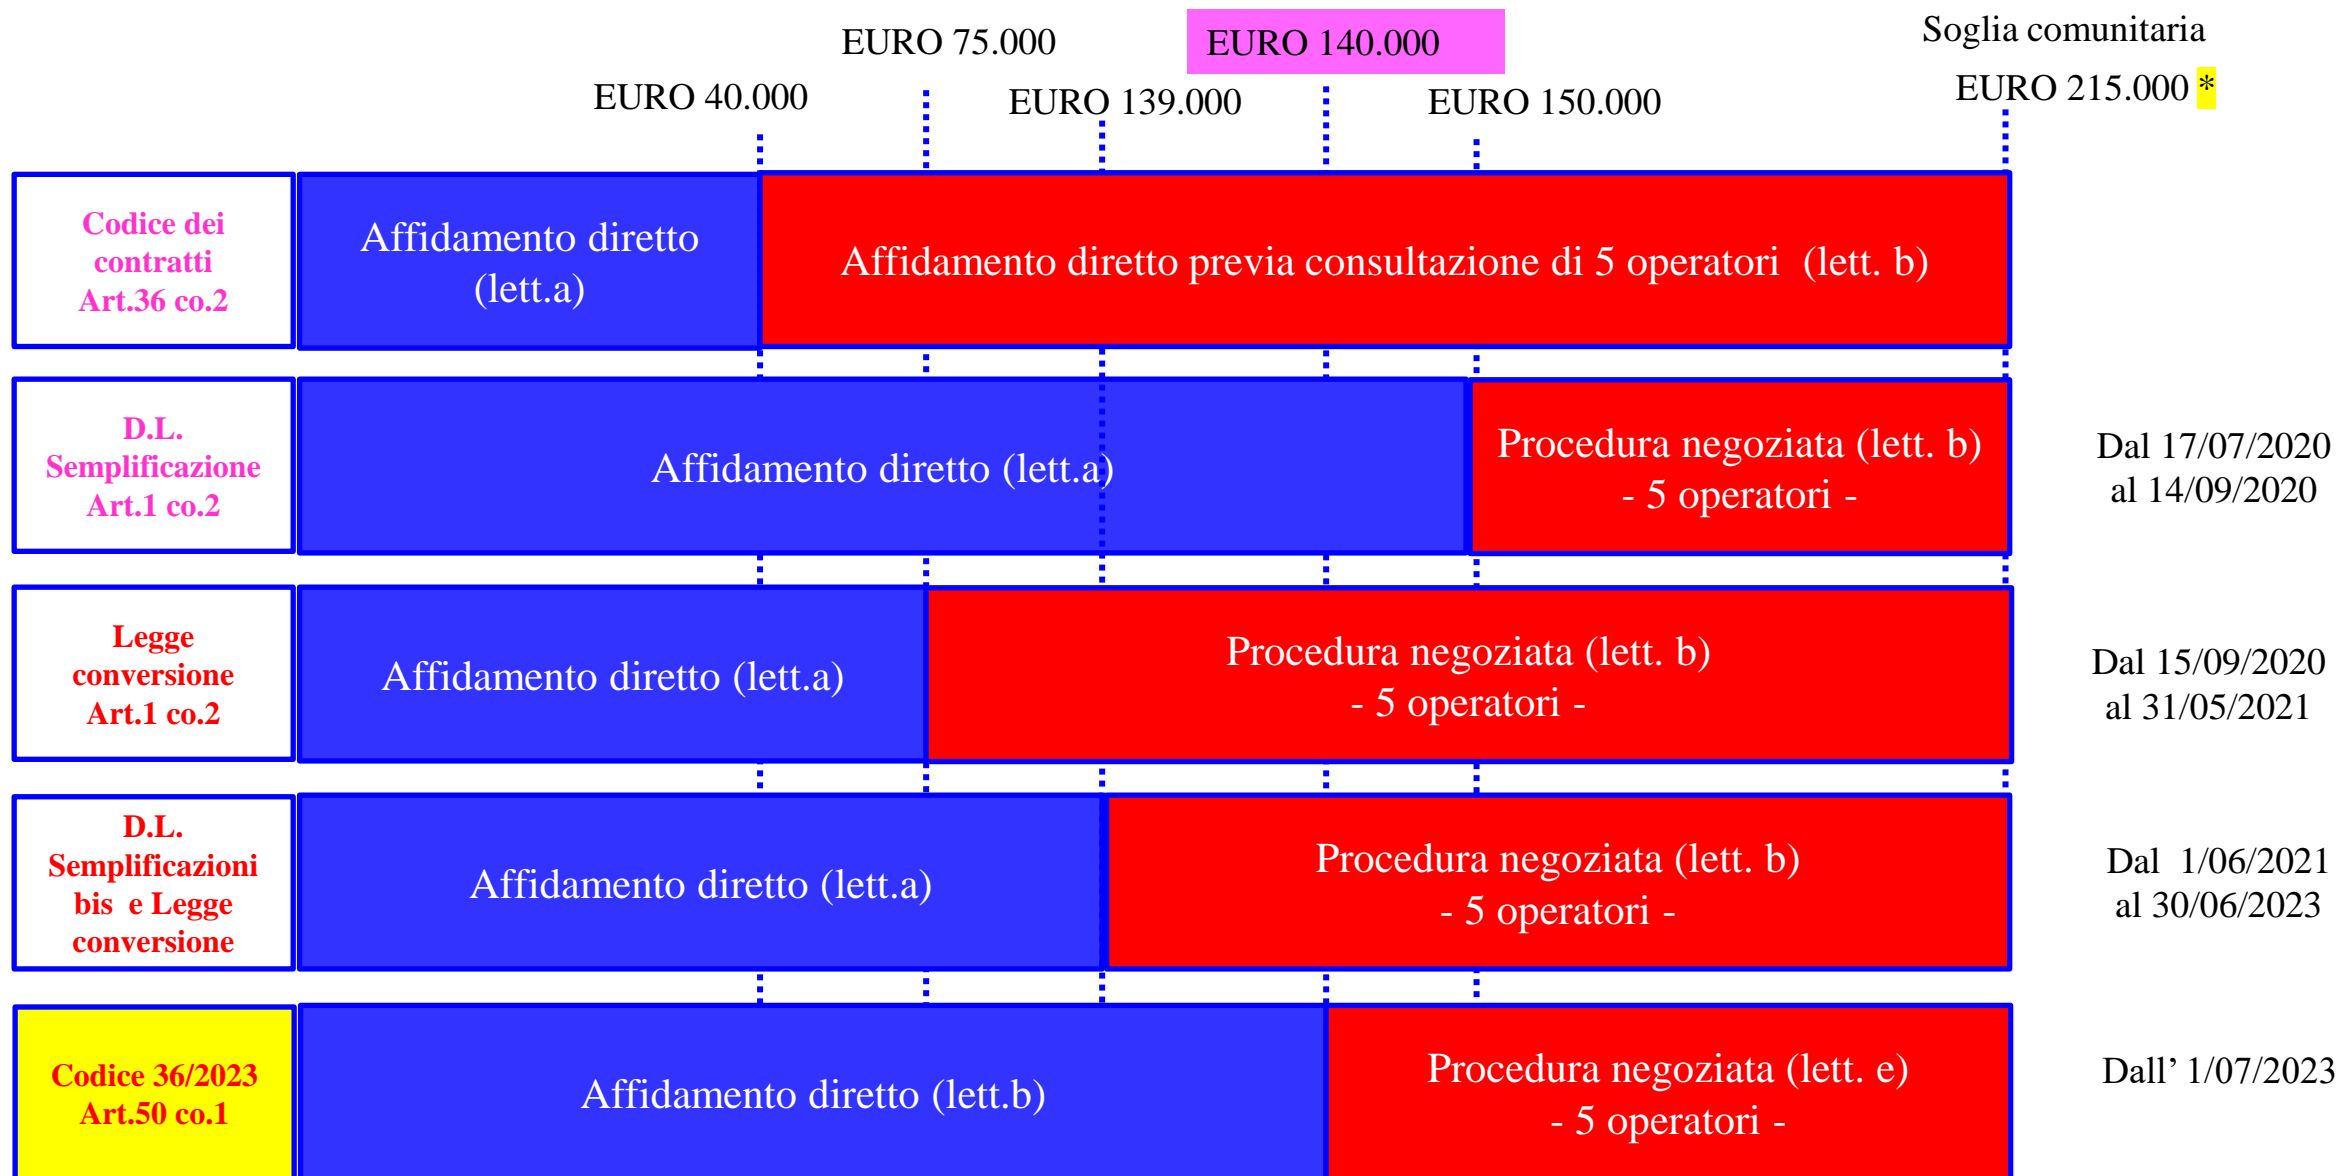 EURO 75.000
EURO 140.000
Soglia comunitaria
EURO 40.000
EURO 139.000
EURO 150.000
EURO 215.000 *
Codice dei
contratti
Art.36 co.2
Affidamento diretto
(lett.a)
Affidamento diretto previa consultazione di 5 operatori (lett. b)
D.L.
Semplificazione
Art.1 co.2
Affidamento diretto (lett.a)
Procedura negoziata (lett. b)
- 5 operatori -
Dal 17/07/2020
al 14/09/2020
Legge
conversione
Art.1 co.2
Affidamento diretto (lett.a)
Procedura negoziata (lett. b)
- 5 operatori -
Dal 15/09/2020
al 31/05/2021
D.L.
Semplificazioni
bis e Legge
conversione
Affidamento diretto (lett.a)
Procedura negoziata (lett. b)
- 5 operatori -
Dal 1/06/2021
al 30/06/2023
Codice 36/2023
Art.50 co.1
Affidamento diretto (lett.b)
Procedura negoziata (lett. e)
- 5 operatori -
Dall’ 1/07/2023